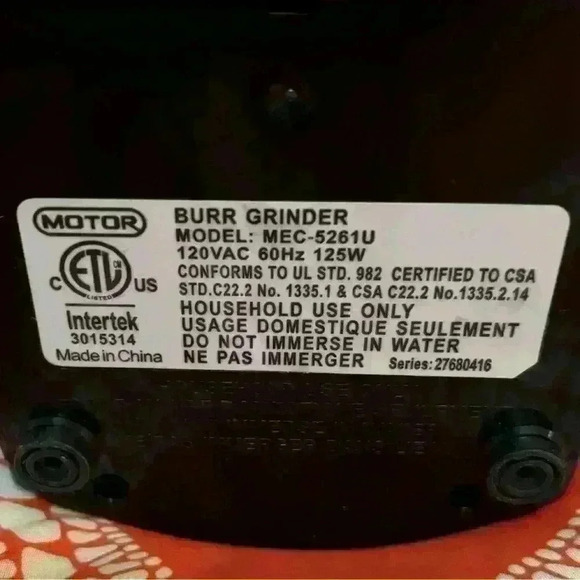 MOTOR
BURR GRINDER
MODEL: MEC-5261U
120VAC 60Hz 125W
CONFORMS TO UL STD. 982 CERTIFIED TO CSA
STD.C22.2 No. 1335.1 & CSA C22.2 No.1335.2.14
HOUSEHOLD USE ONLY
USAGE DOMESTIQUE SEULEMENT
DO NOT IMMERSE IN WATER
NE PAS IMMERGER
Series: 27680416
C ETL US
LISTED
Intertek
3015314
Made in China